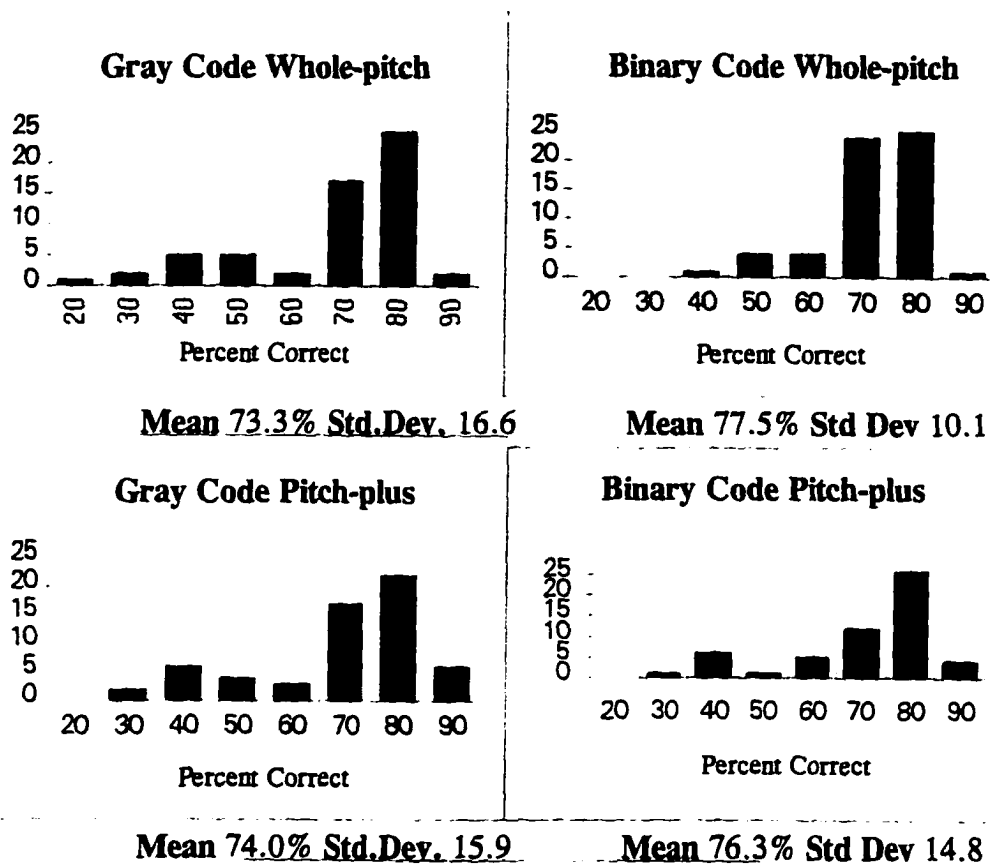 Gray Code Whole-pitch
25
20
15
10
5
0
20 30 40 50 60 70 80 90
Percent Correct
Mean 73.3% Std.Dev. 16.6
Binary Code Whole-pitch
25
20
15
10
5
0
20 30 40 50 60 70 80 90
Percent Correct
Mean 77.5% Std Dev 10.1
Gray Code Pitch-plus
25
20
15
10
5
0
20 30 40 50 60 70 80 90
Percent Correct
Mean 74.0% Std.Dev. 15.9
Binary Code Pitch-plus
25
20
15
10
5
0
20 30 40 50 60 70 80 90
Percent Correct
Mean 76.3% Std Dev 14.8